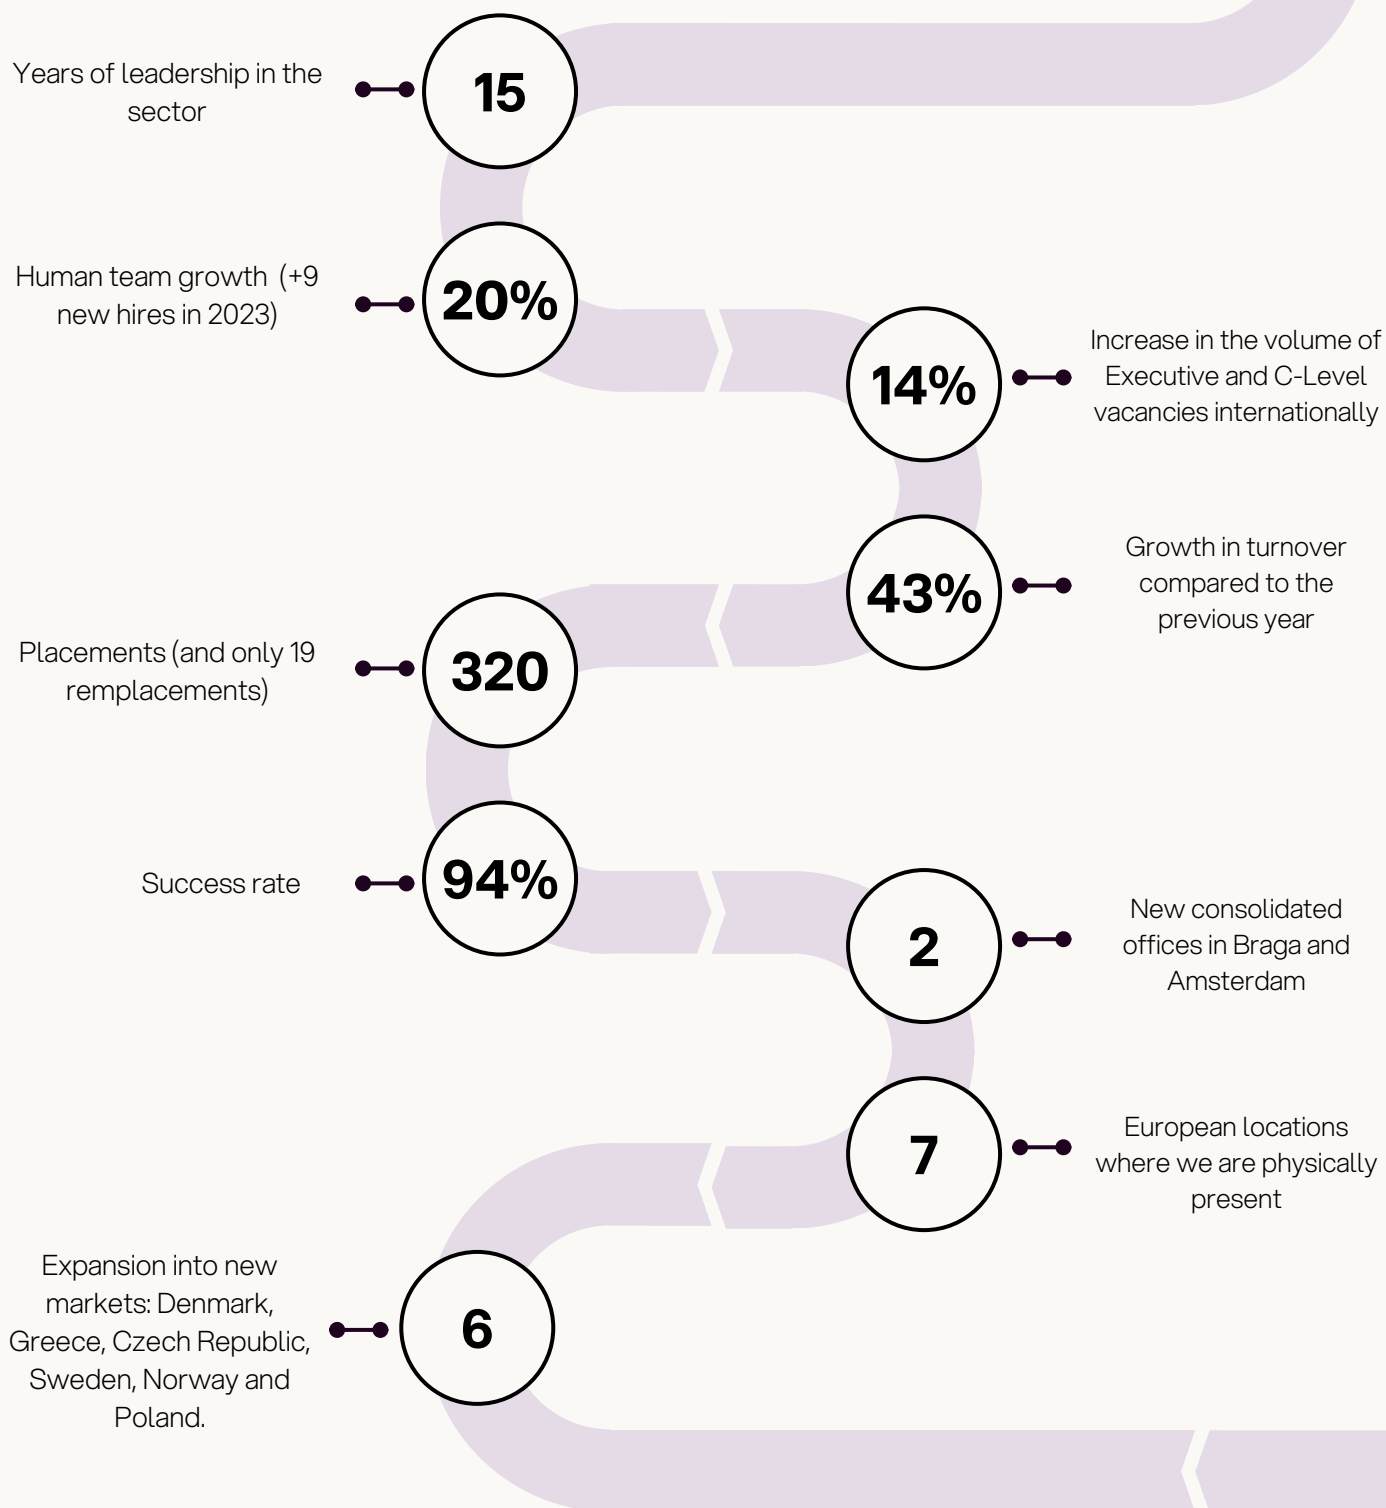 Years of leadership in the
sector
15
Human team growth (+9
new hires in 2023)
20%
14%
Increase in the volume of
Executive and C-Level
vacancies internationally
43%
Growth in turnover
compared to the
previous year
Placements (and only 19
remplacements)
320
Success rate
94%
2
New consolidated
offices in Braga and
Amsterdam
7
European locations
where we are physically
present
Expansion into new
markets: Denmark,
Greece, Czech Republic,
Sweden, Norway and
Poland.
6